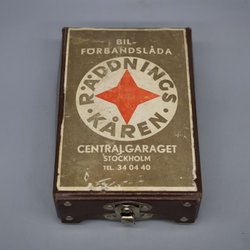 BIL-
FÖRBANDSLÅDA
RÄDDNINGS
· KÅREN ·
CENTRALGARAGET
STOCKHOLM
TEL. 34 04 40